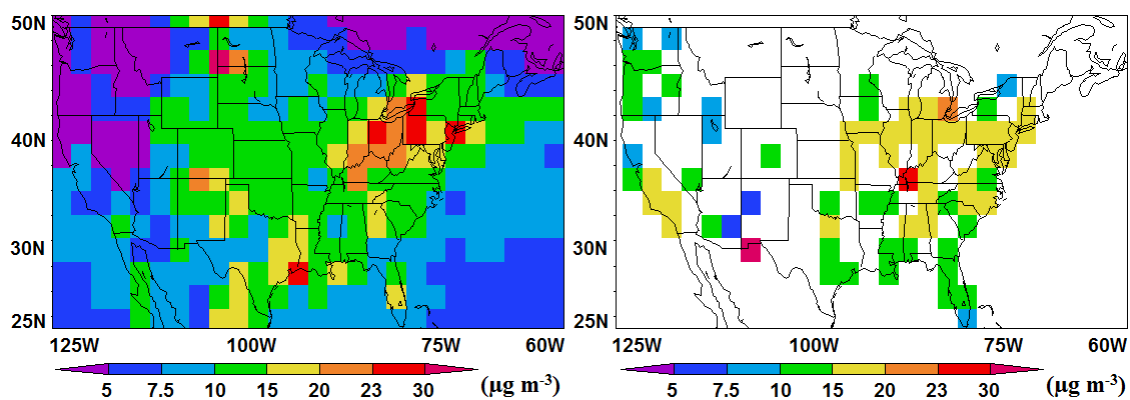 50N 50N
40N 40N
30N 30N
25N 25N
125W 100W 75W 60W 125W 100W 75W 60W
5 7.5 10 15 20 23 30 (μg m-3) 5 7.5 10 15 20 23 30 (μg m-3)